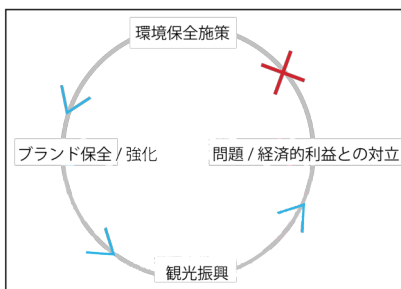 環境保全施策
ブランド保全 / 強化
問題 / 経済的利益との対立
観光振興